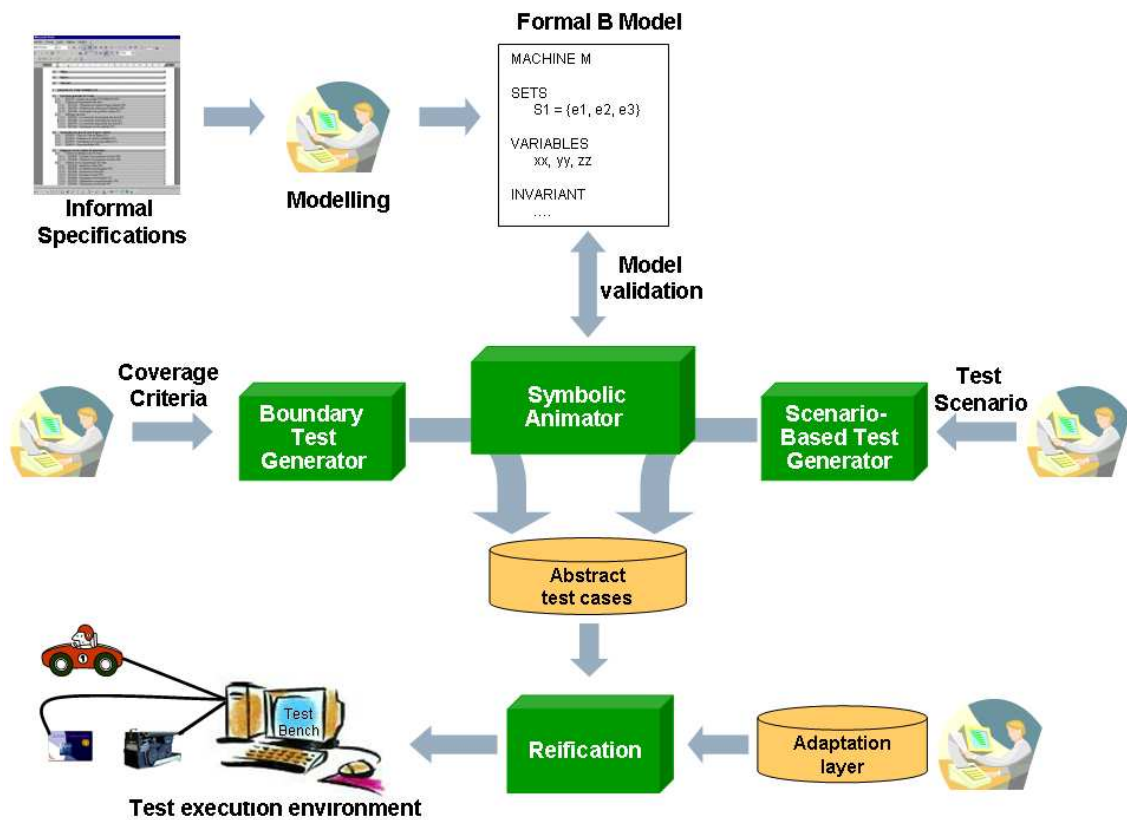 Formal B Model
MACHINE M
SETS
S1 = {e1, e2, e3}
VARIABLES
xx, yy, zz
INVARIANT
....
Informal
Specifications
Modelling
Model
validation
Coverage
Criteria
Boundary
Test
Generator
Symbolic
Animator
Scenario-
Based Test
Generator
Test
Scenario
Abstract
test cases
1
Test
Bench
Reification
Adaptation
layer
Test execution environment